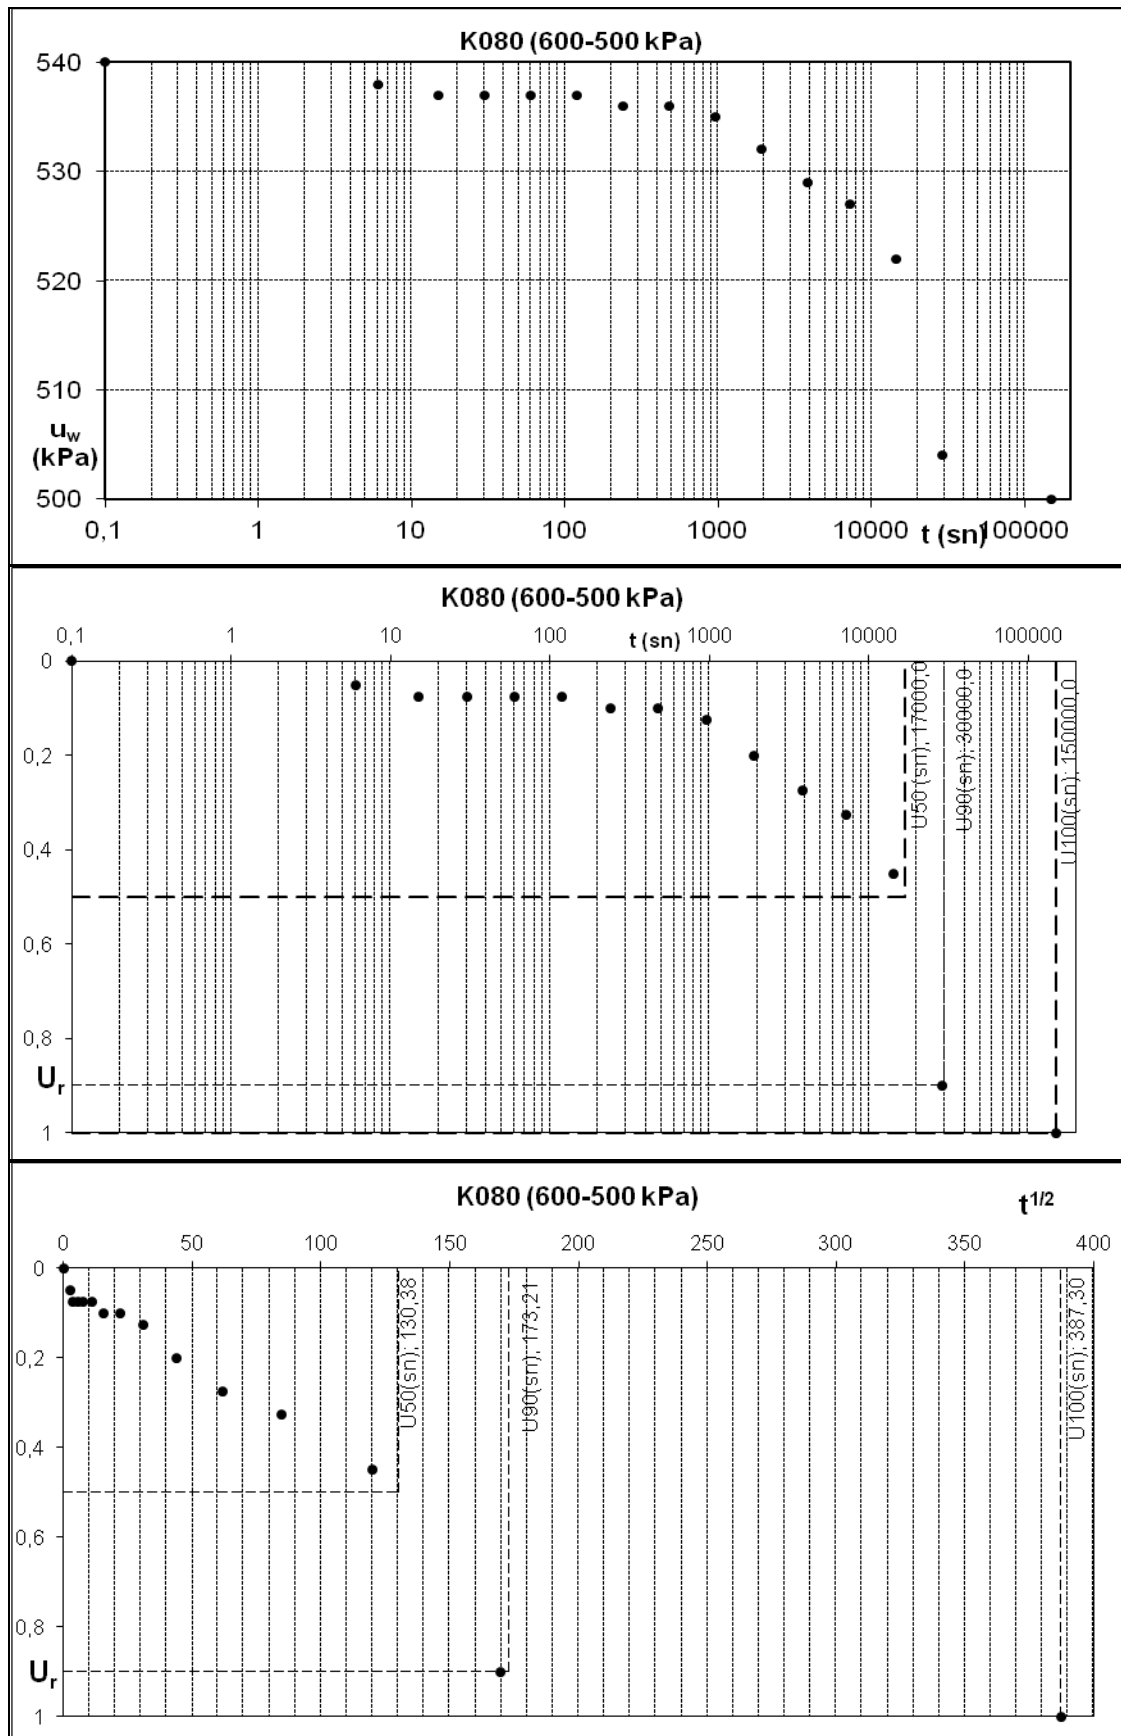 K080 (600-500 kPa)
540
530
520
510
u_w
(kPa)
500
0,1 1 10 100 1000 10000 t (sn) 100000
K080 (600-500 kPa)
0,1 1 10 100 t (sn) 1000 10000 100000
0
0,2
0,4
0,6
0,8
U_r
1
U50 (sn); 17000,0
U90(sn); 30000,0
U100(sn); 150000,0
K080 (600-500 kPa) t^1/2
0 50 100 150 200 250 300 350 400
0
0,2
0,4
0,6
0,8
U_r
1
U50(sn); 130,38
U90(sn); 173,21
U100(sn); 387,30